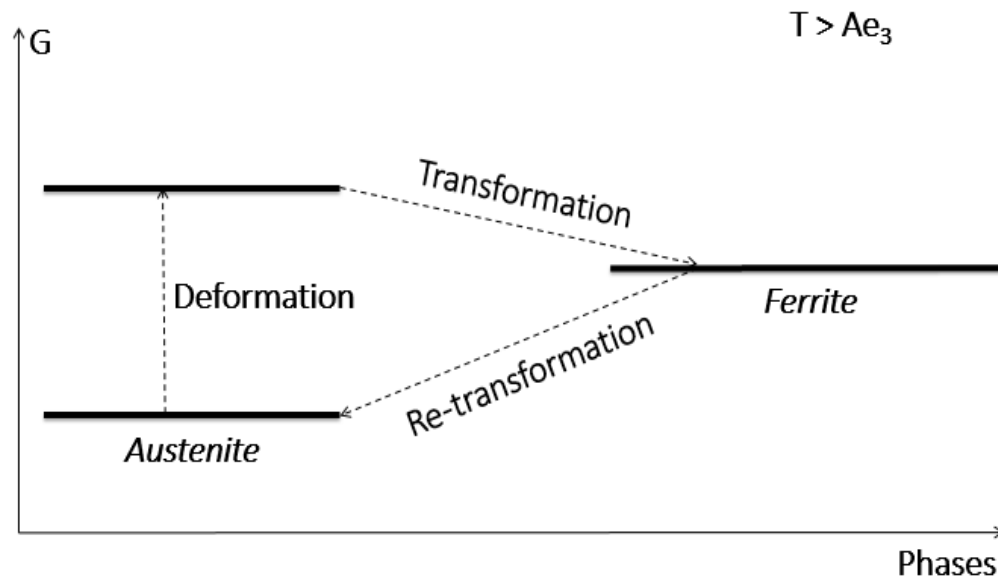 G
T > Ae₃
Transformation
Deformation
Ferrite
Re-transformation
Austenite
Phases